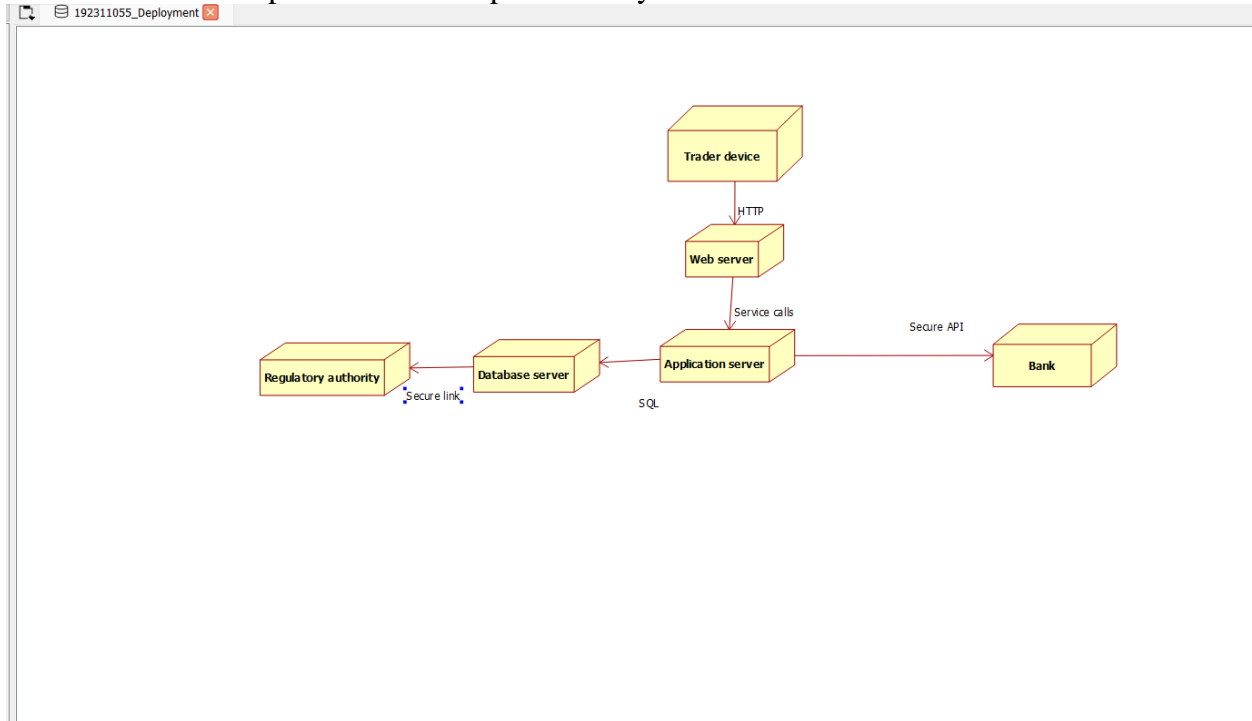 192311055_Deployment
Trader device
HTTP
Web server
Service calls
Secure API
Regulatory authority
Database server
Application server
Bank
Secure link
SQL